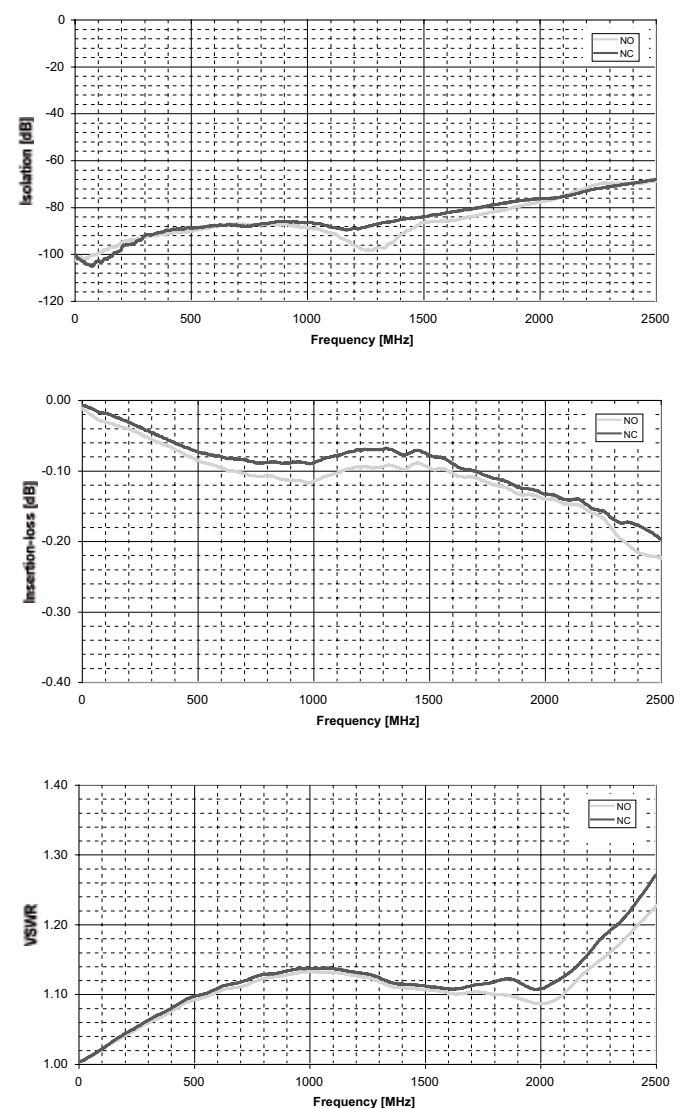 0
-20
-40
-60
-80
-100
-120
Isolation [dB]
NO
NC
0 500 1000 1500 2000 2500
Frequency [MHz]
0.00
-0.10
-0.20
-0.30
-0.40
Insertion-loss [dB]
NO
NC
0 500 1000 1500 2000 2500
Frequency [MHz]
1.40
1.30
1.20
1.10
1.00
VSWR
NO
NC
0 500 1000 1500 2000 2500
Frequency [MHz]